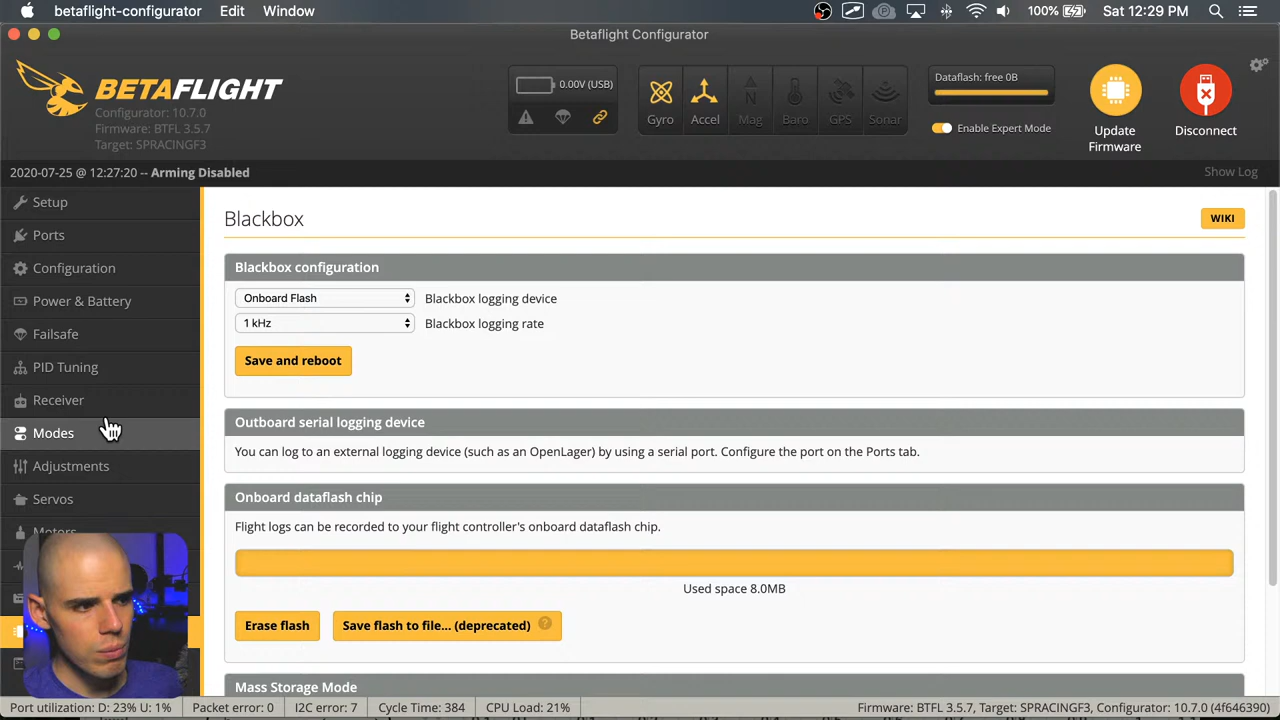 betaflight-configurator Edit Window 100% Sat 12:29 PM
Betaflight Configurator
BETAFLIGHT
Configurator: 10.7.0
Firmware: BTFL 3.5.7
Target: SPRACINGF3
0.00V (USB)
Gyro Accel Mag Baro GPS Sonar
Dataflash: free 0B
Enable Expert Mode
Update Firmware
Disconnect
2020-07-25 @ 12:27:20 -- Arming Disabled
Show Log
Setup
Ports
Configuration
Power & Battery
Failsafe
PID Tuning
Receiver
Modes
Adjustments
Servos
Motors
Blackbox
WIKI
Blackbox configuration
Onboard Flash Blackbox logging device
1 kHz Blackbox logging rate
Save and reboot
Outboard serial logging device
You can log to an external logging device (such as an OpenLager) by using a serial port. Configure the port on the Ports tab.
Onboard dataflash chip
Flight logs can be recorded to your flight controller's onboard dataflash chip.
Used space 8.0MB
Erase flash Save flash to file... (deprecated) ?
Mass Storage Mode
Port utilization: D: 23% U: 1% Packet error: 0 I2C error: 7 Cycle Time: 384 CPU Load: 21% Firmware: BTFL 3.5.7, Target: SPRACINGF3, Configurator: 10.7.0 (4f646390)